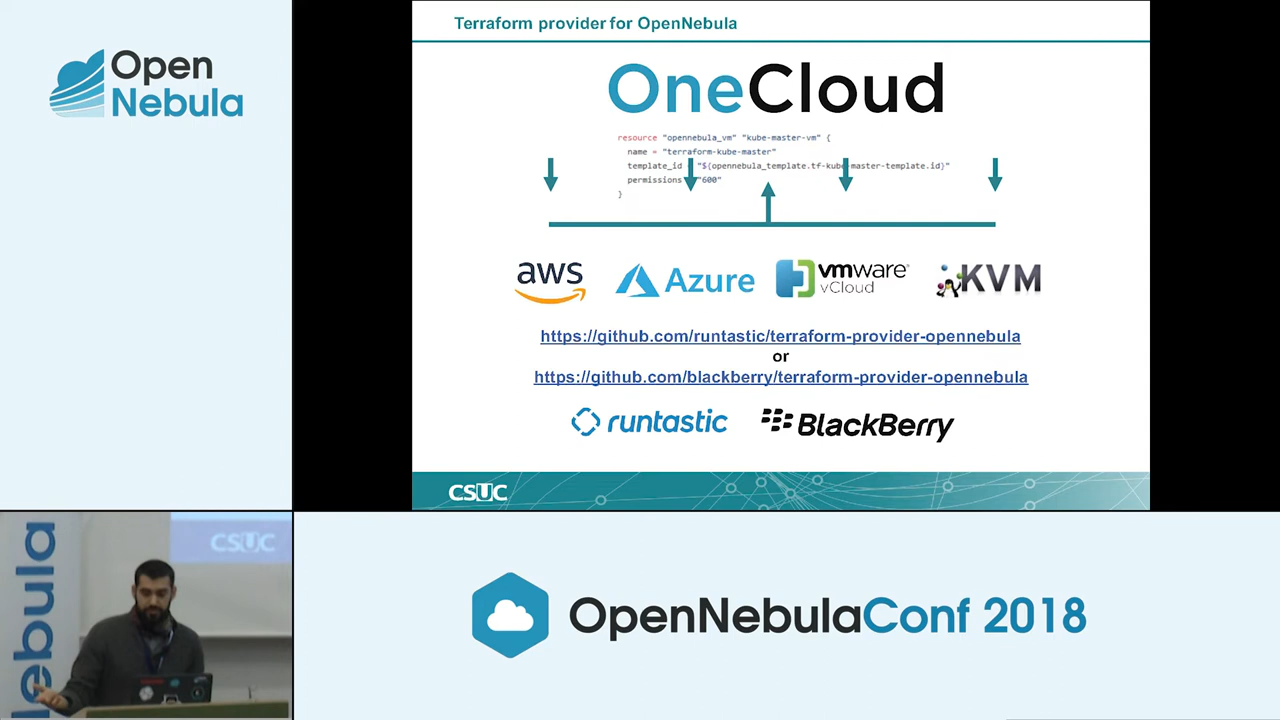 Open
Nebula
Terraform provider for OpenNebula
OneCloud
resource "opennebula_vm" "kube-master-vm" {
name = "terraform-kube-master"
template_id = "${opennebula_template.tf-kube-master-template.id}"
permissions "600"
}
aws
Azure
vmware
vCloud
KVM
https://github.com/runtastic/terraform-provider-opennebula
or
https://github.com/blackberry/terraform-provider-opennebula
runtastic
BlackBerry
CSUC
nebula
CSUC
OpenNebulaConf 2018